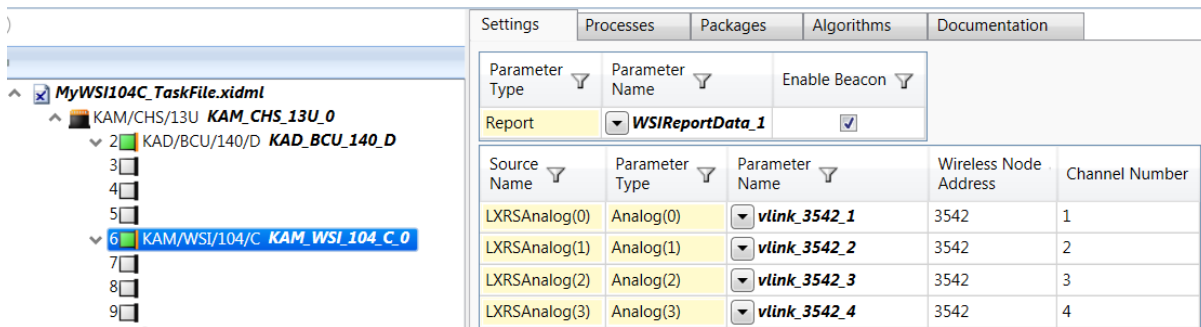 MyWSI104C_TaskFile.xidml
KAM/CHS/13U KAM_CHS_13U_0
2 KAD/BCU/140/D KAD_BCU_140_D
3
4
5
6 KAM/WSI/104/C KAM_WSI_104_C_0
7
8
9
Settings Processes Packages Algorithms Documentation
Parameter Type Parameter Name Enable Beacon
Report WSIReportData_1
Source Name Parameter Type Parameter Name Wireless Node Address Channel Number
LXRSAnalog(0) Analog(0) vlink_3542_1 3542 1
LXRSAnalog(1) Analog(1) vlink_3542_2 3542 2
LXRSAnalog(2) Analog(2) vlink_3542_3 3542 3
LXRSAnalog(3) Analog(3) vlink_3542_4 3542 4